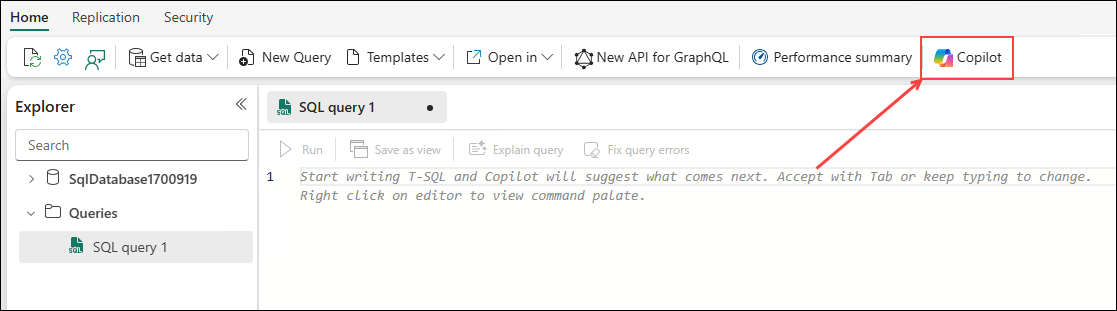 Home Replication Security
Get data New Query Templates Open in New API for GraphQL Performance summary Copilot
Explorer
SQL query 1
Search
Run Save as view Explain query Fix query errors
SqlDatabase1700919
1 Start writing T-SQL and Copilot will suggest what comes next. Accept with Tab or keep typing to change.
Right click on editor to view command palate.
Queries
SQL query 1